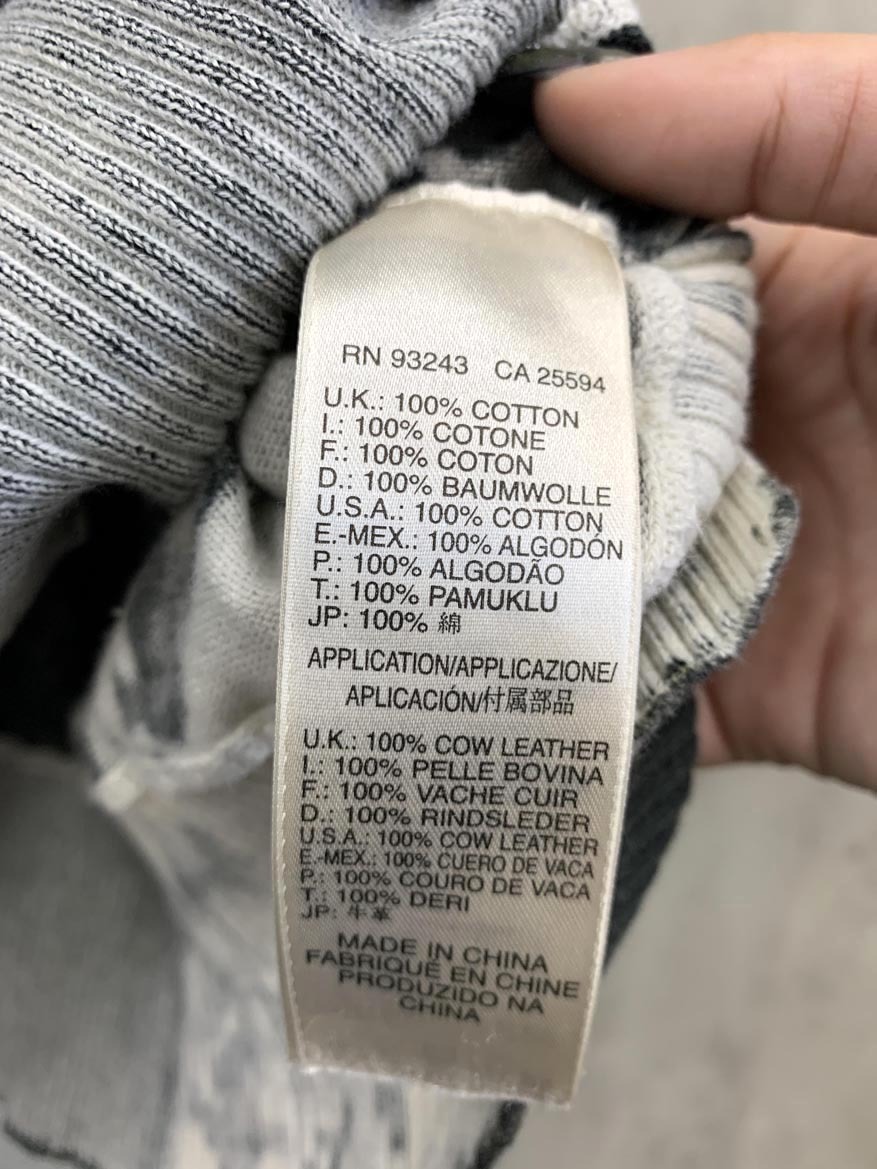 RN 93243 CA 25594
U.K.: 100% COTTON
I.: 100% COTONE
F.: 100% COTON
D.: 100% BAUMWOLLE
U.S.A.: 100% COTTON
E.-MEX.: 100% ALGODÓN
P.: 100% ALGODÃO
T.: 100% PAMUKLU
JP: 100% 綿
APPLICATION/APPLICAZIONE/
APLICACIÓN/付属部品
U.K.: 100% COW LEATHER
I.: 100% PELLE BOVINA
F.: 100% VACHE CUIR
D.: 100% RINDSLEDER
U.S.A.: 100% COW LEATHER
E.-MEX.: 100% CUERO DE VACA
P.: 100% COURO DE VACA
T.: 100% DERI
JP: 牛革
MADE IN CHINA
FABRIQUÉ EN CHINE
PRODUZIDO NA
CHINA